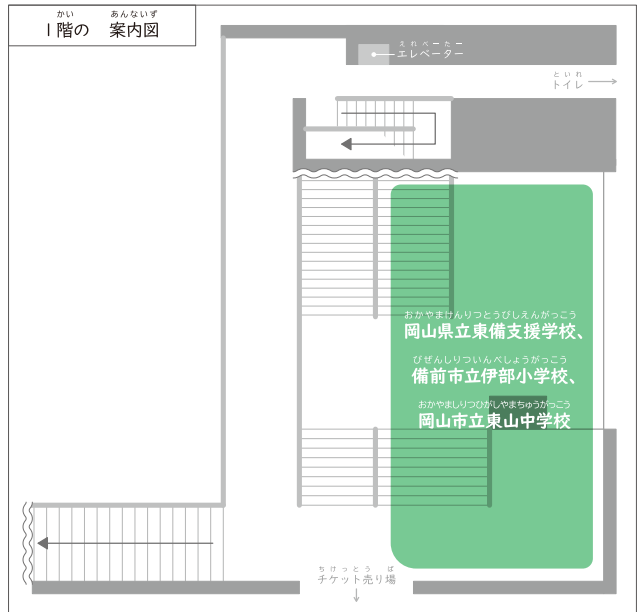 かい あんないず
1階の 案内図
えれべーたー
エレベーター
といれ
トイレ
おかやまけんりつとうびしえんがっこう
岡山県立東備支援学校、
びぜんしりついんべしょうがっこう
備前市立伊部小学校、
おかやましりつひがしやまちゅうがっこう
岡山市立東山中学校
ちけっとう ば
チケット売り場